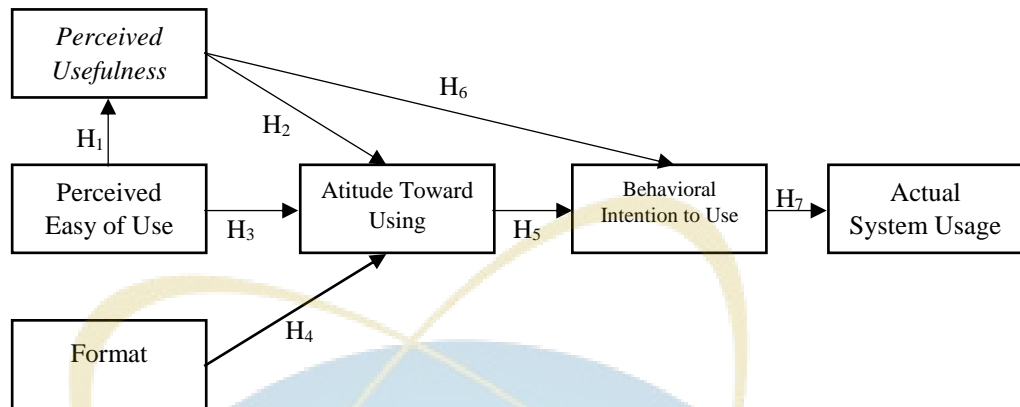 Perceived
Usefulness
H6
H1
H2
Perceived
Easy of Use
H3
Atitude Toward
Using
H5
Behavioral
Intention to Use
H7
Actual
System Usage
H4
Format